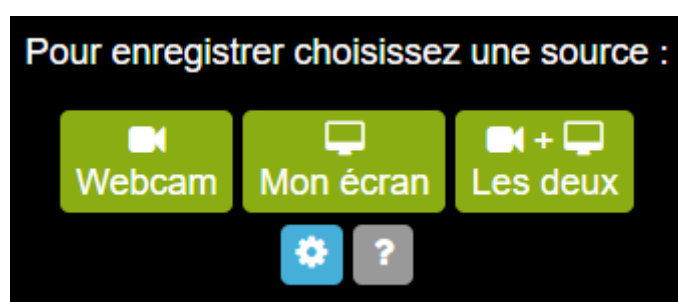 Pour enregistrer choisissez une source :
Webcam
Mon écran
+
Les deux
?